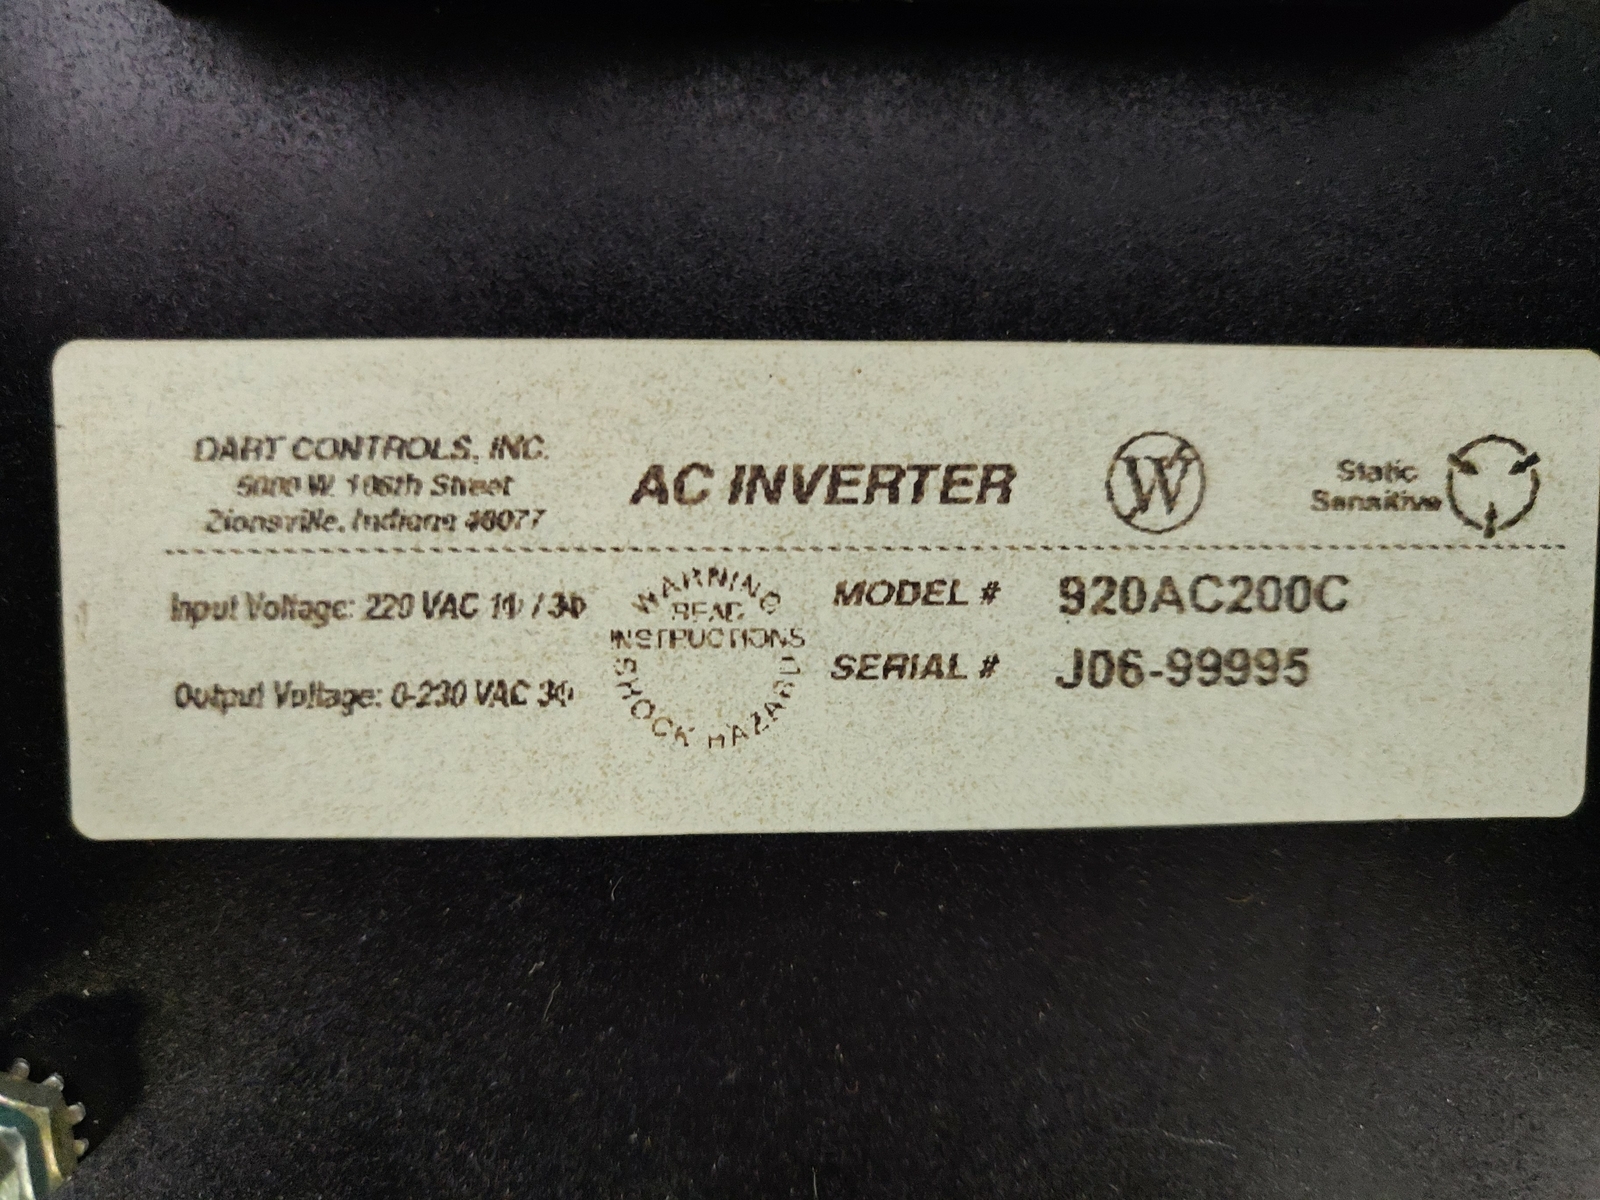 DART CONTROLS, INC.
5000 W. 106th Street
Zionsville, Indiana 46077
AC INVERTER
W
Static
Sensitive
Input Voltage: 220 VAC 1Φ / 3Φ
Output Voltage: 0-230 VAC 3Φ
WARNING
READ
INSTRUCTIONS
SHOCK HAZARD
MODEL # 920AC200C
SERIAL # J06-99995